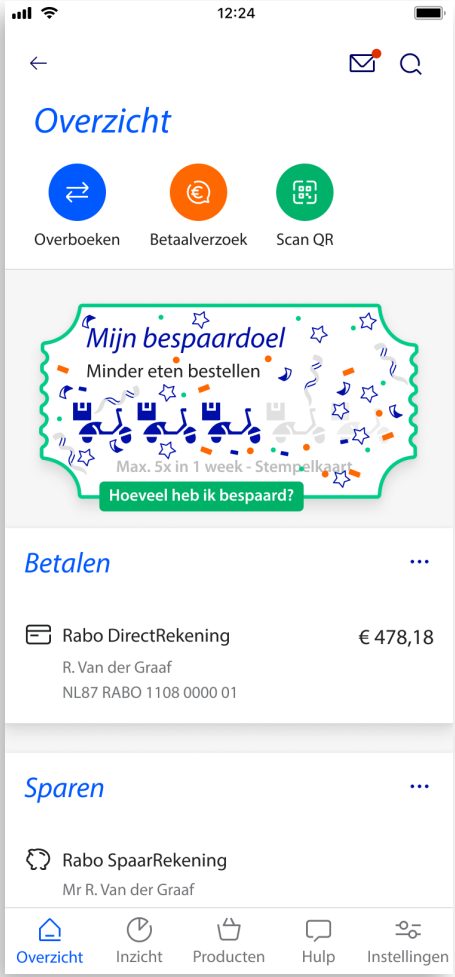 12:24
Overzicht
Overboeken
Betaalverzoek
Scan QR
Mijn bespaardoel
Minder eten bestellen
Max. 5x in 1 week - Stempelkaart
Hoeveel heb ik bespaard?
Betalen
Rabo DirectRekening
€ 478,18
R. Van der Graaf
NL87 RABO 1108 0000 01
Sparen
Rabo SpaarRekening
Mr R. Van der Graaf
Overzicht
Inzicht
Producten
Hulp
Instellingen